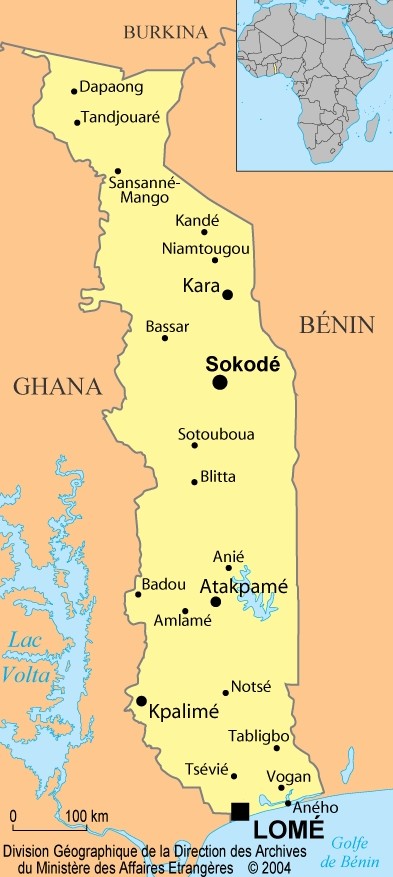 BURKINA
Dapaong
Tandjouaré
Sansanné-
Mango
Kandé
Niamtougou
Kara
BÉNIN
Bassar
Sokodé
GHANA
Sotouboua
Blitta
Anié
Badou
Atakpamé
Amlamé
Lac
Volta
Notsé
Kpalimé
Tabligbo
Tsévié
Vogan
Aného
0 100 km
LOMÉ
Golfe
de Bénin
Division Géographique de la Direction des Archives
du Ministère des Affaires Etrangères © 2004